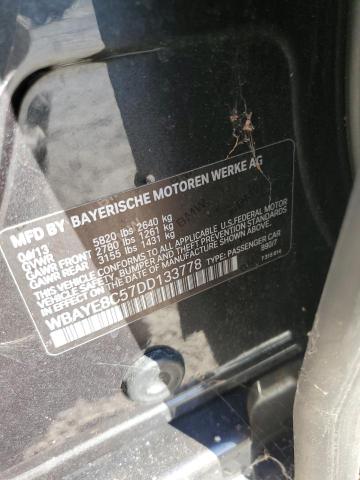 MFD BY BAYERISCHE MOTOREN WERKE AG
04/13
GVWR 5820 lbs 2640 kg
GAWR FRONT 2780 lbs 1261 kg
GAWR REAR 3155 lbs 1431 kg
THIS VEHICLE CONFORMS TO ALL APPLICABLE U.S.FEDERAL MOTOR
VEHICLE SAFETY, BUMPER, AND THEFT PREVENTION STANDARDS
IN EFFECT ON THE DATE OF MANUFACTURE SHOWN ABOVE.
WBAYE8C57DD133778 TYPE: PASSENGER CAR